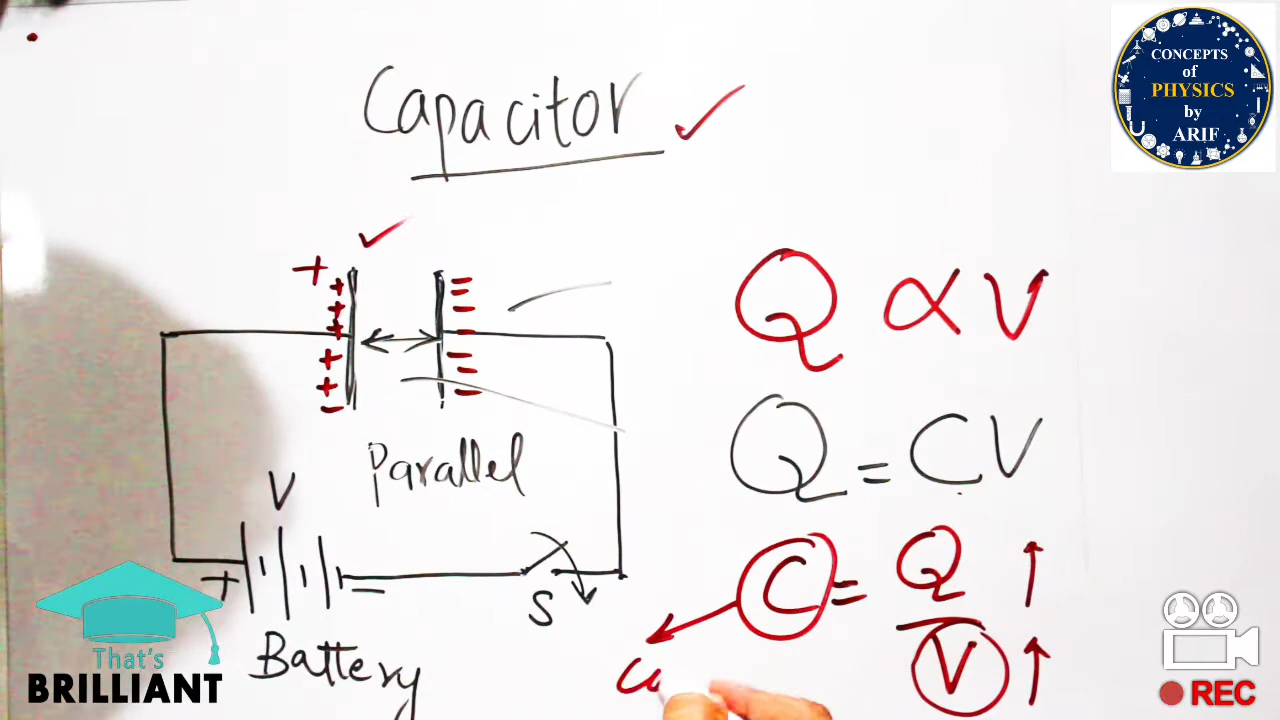 Capacitor
CONCEPTS
of
PHYSICS
by
ARIF
+
+ + + + +
− − − − − −
Q ∝ V
Parallel
Q = CV
V
C = Q/V
+ −
S
Battery
That's
BRILLIANT
REC